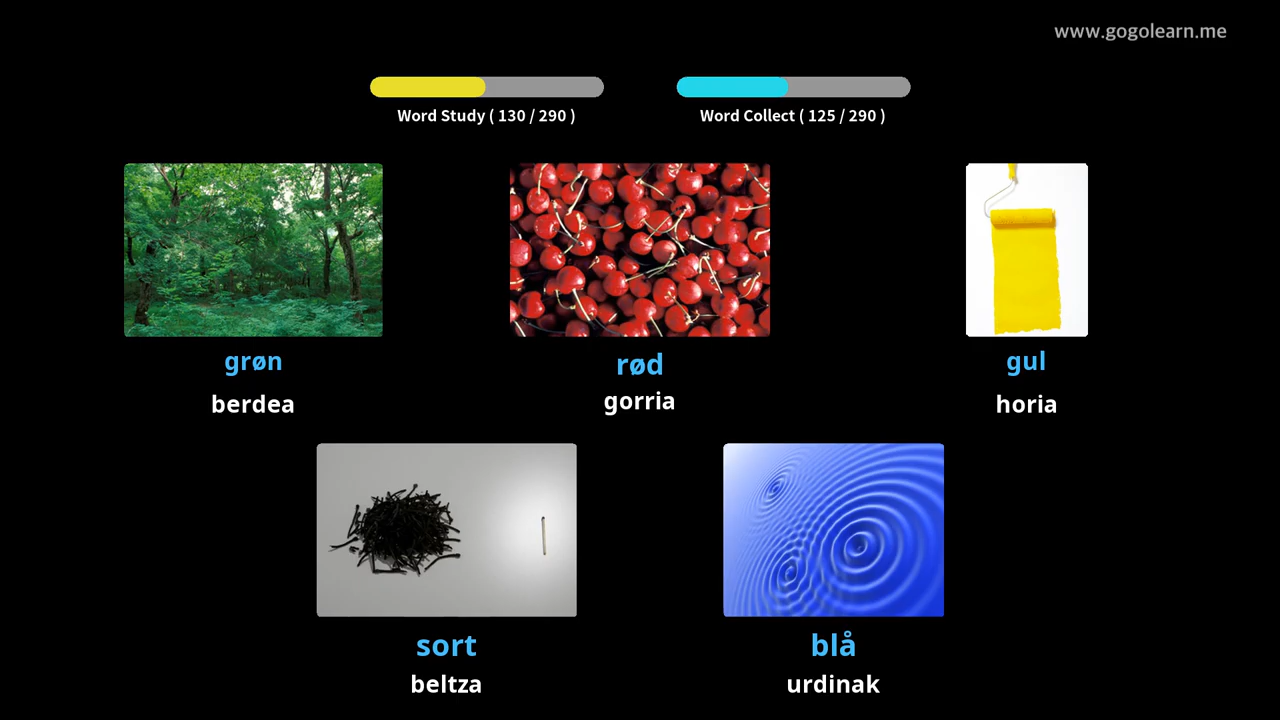 www.gogolearn.me
Word Study ( 130 / 290 )
Word Collect ( 125 / 290 )
grøn
rød
gul
berdea
gorria
horia
sort
blå
beltza
urdinak